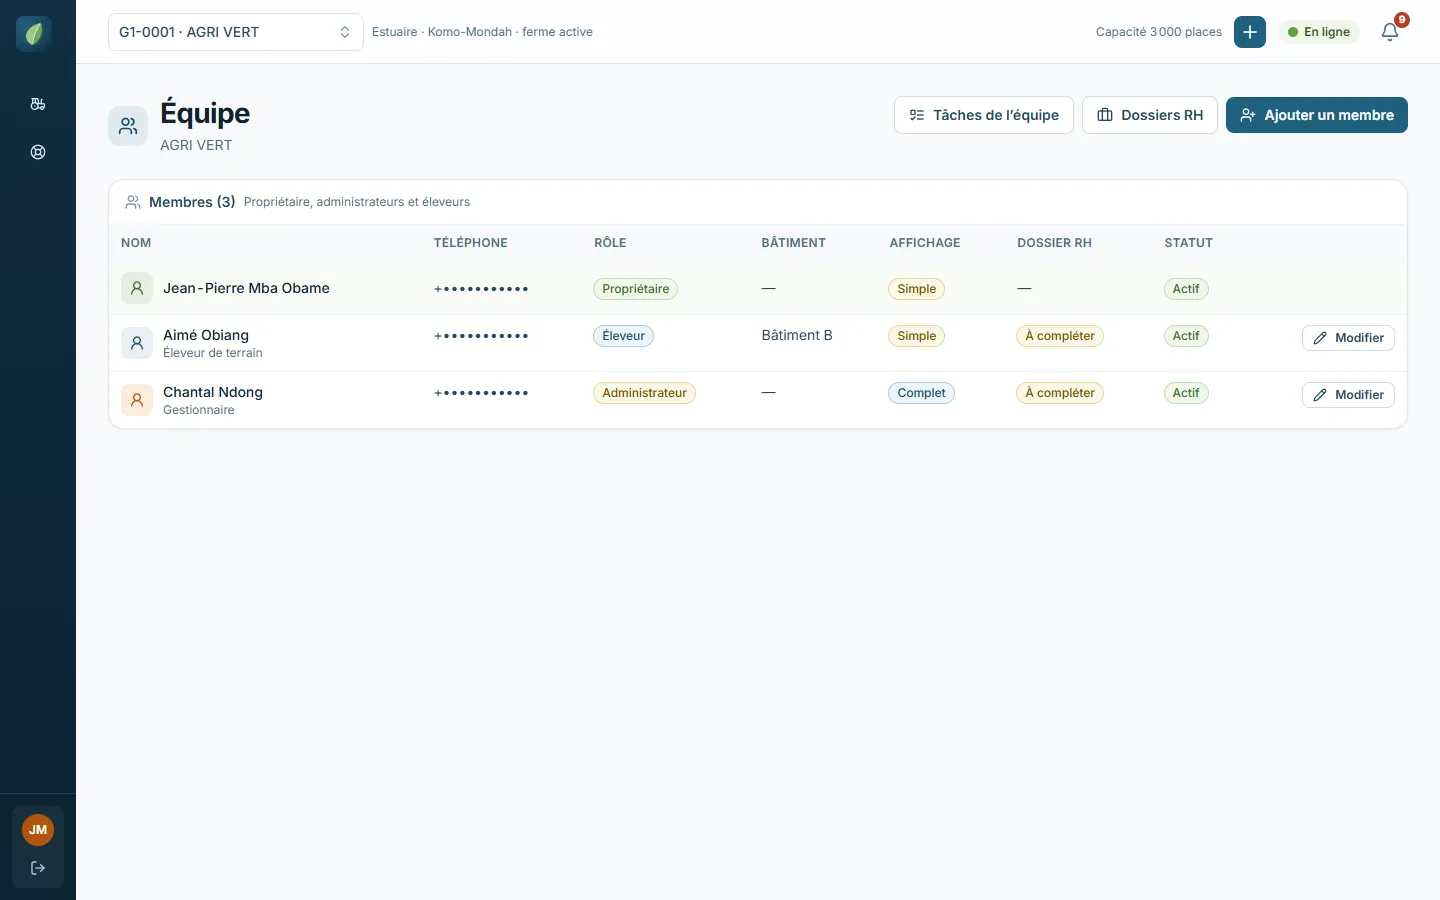 G1-0001 · AGRI VERT
Estuaire · Komo-Mondah · ferme active
Capacité 3 000 places
En ligne
9
Équipe
AGRI VERT
Tâches de l’équipe
Dossiers RH
Ajouter un membre
Membres (3) Propriétaire, administrateurs et éleveurs
NOM TÉLÉPHONE RÔLE BÂTIMENT AFFICHAGE DOSSIER RH STATUT
Jean-Pierre Mba Obame +••••••••••• Propriétaire — Simple — Actif
Aimé Obiang +••••••••••• Éleveur Bâtiment B Simple À compléter Actif Modifier
Éleveur de terrain
Chantal Ndong +••••••••••• Administrateur — Complet À compléter Actif Modifier
Gestionnaire
JM